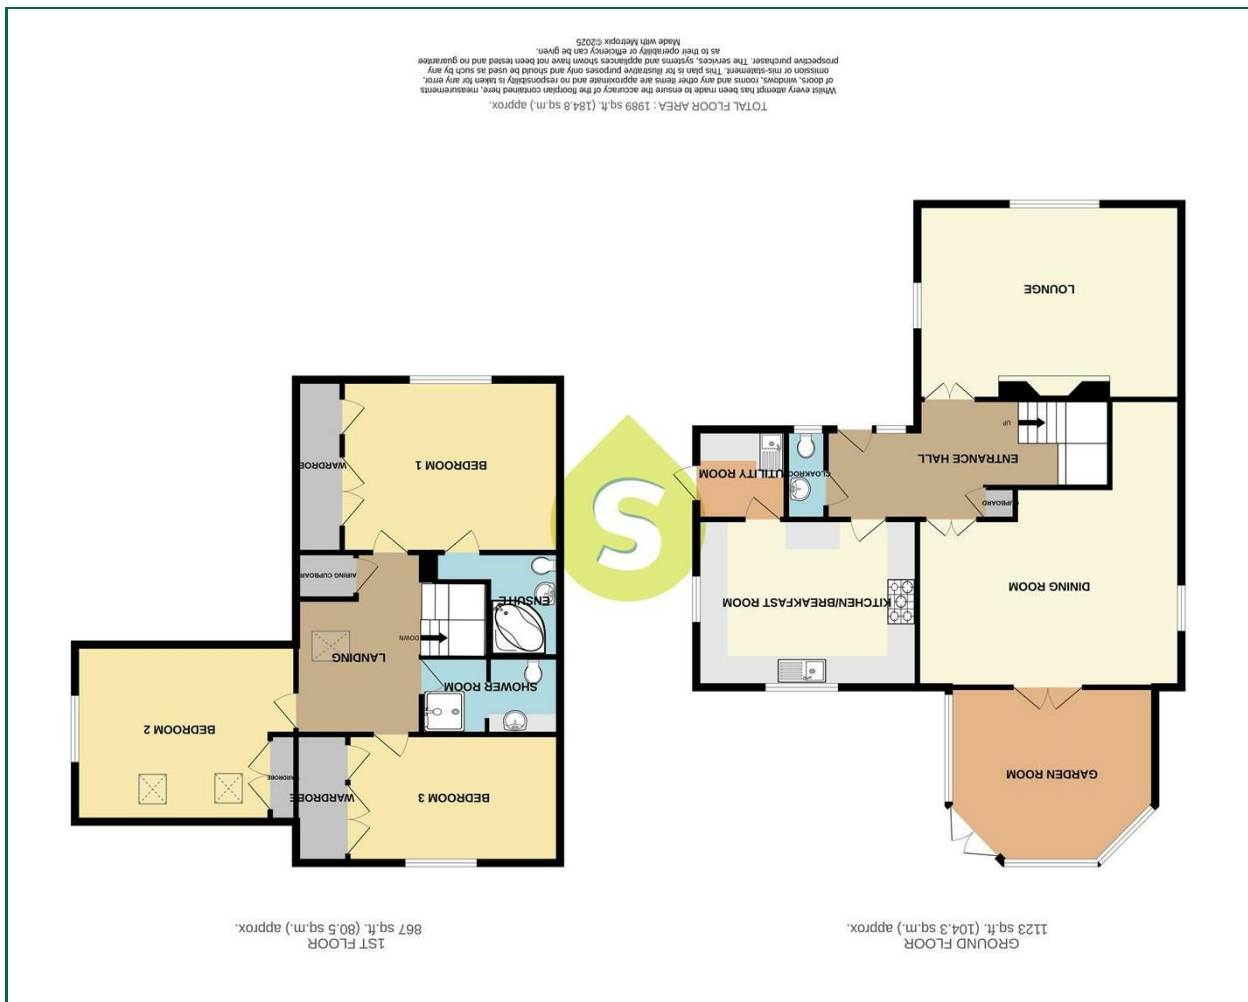 GROUND FLOOR
1123 sq.ft. (104.3 sq.m.) approx.
GARDEN ROOM
DINING ROOM
KITCHEN/BREAKFAST ROOM
CUPBOARD
ENTRANCE HALL
CLOAKROOM
UTILITY ROOM
UP
LOUNGE
1ST FLOOR
867 sq.ft. (80.5 sq.m.) approx.
BEDROOM 3
WARDROBE
WARDROBE
BEDROOM 2
SHOWER ROOM
LANDING
DOWN
ENSUITE
AIRING CUPBOARD
BEDROOM 1
WARDROBE
S
TOTAL FLOOR AREA : 1989 sq.ft. (184.8 sq.m.) approx.
Whilst every attempt has been made to ensure the accuracy of the floorplan contained here, measurements
of doors, windows, rooms and any other items are approximate and no responsibility is taken for any error,
omission or mis-statement. This plan is for illustrative purposes only and should be used as such by any
prospective purchaser. The services, systems and appliances shown have not been tested and no guarantee
as to their operability or efficiency can be given.
Made with Metropix ©2025